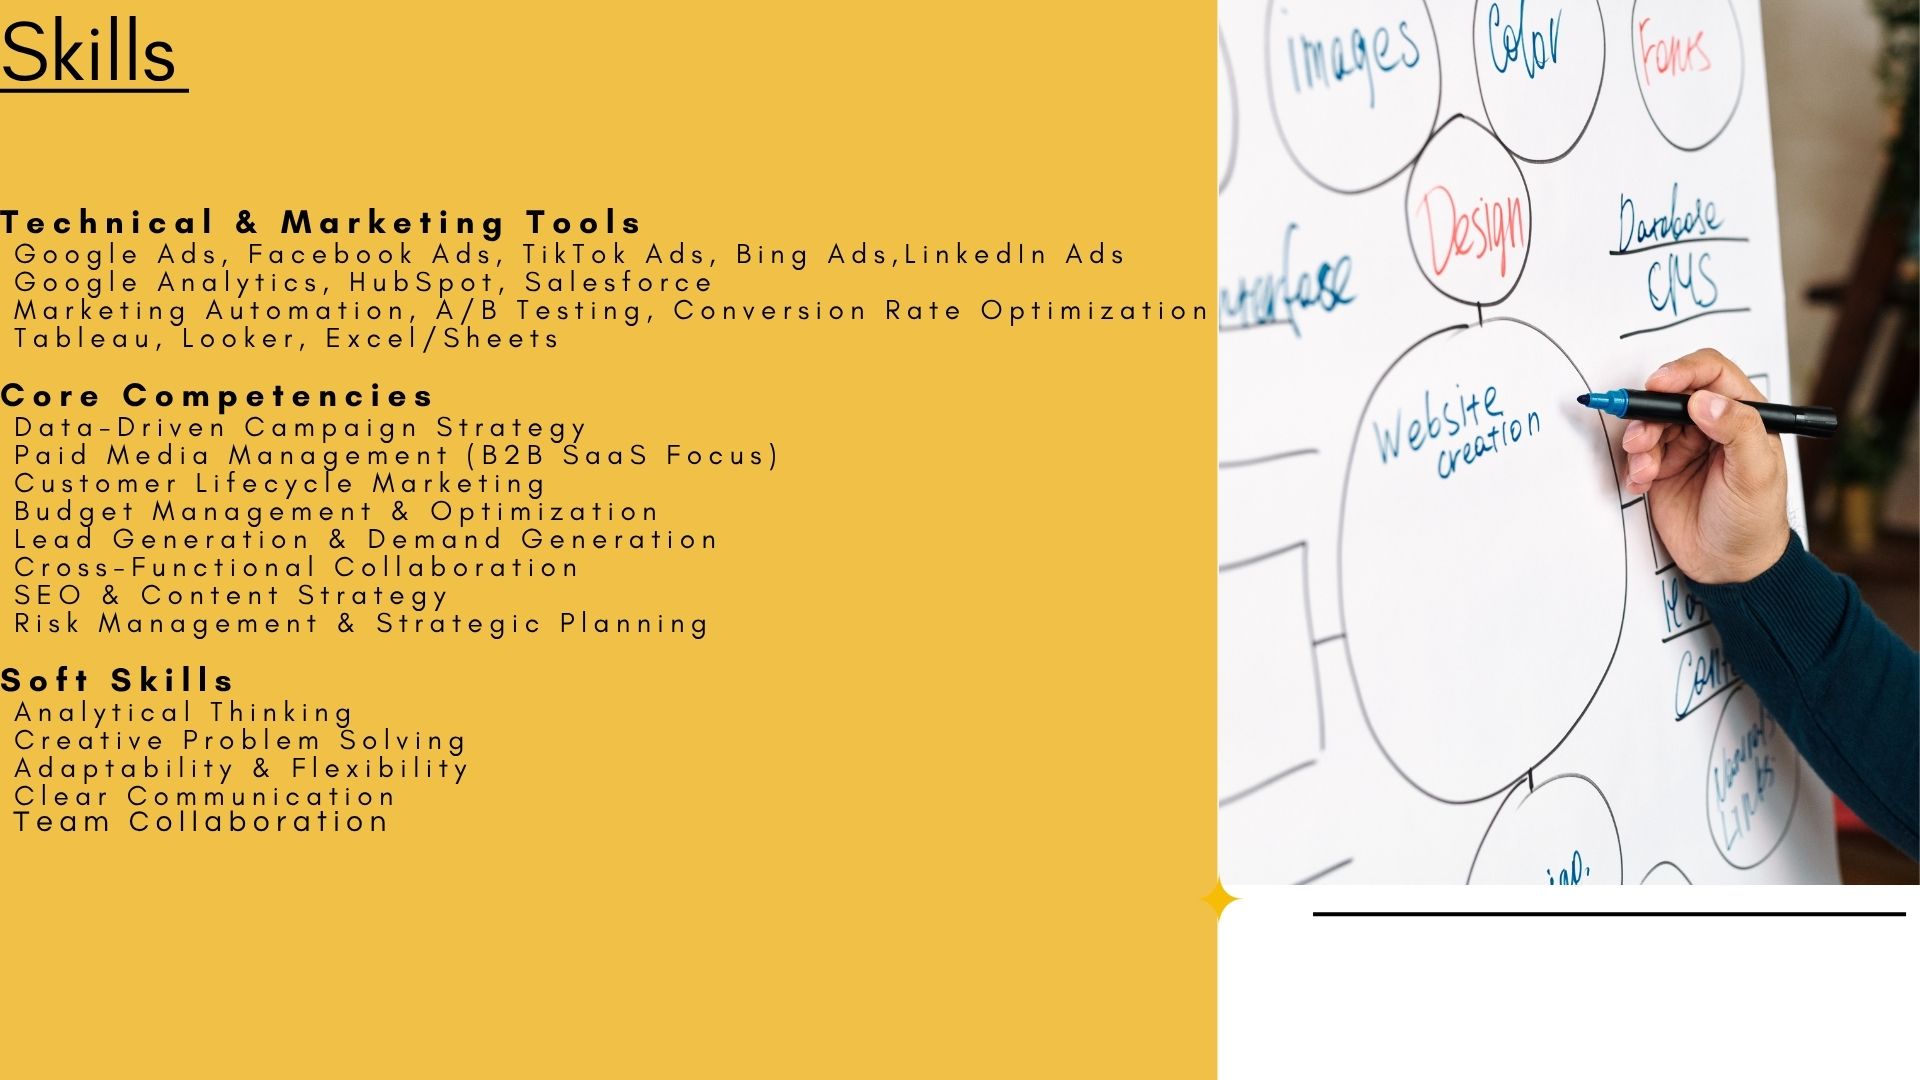 Skills
Technical & Marketing Tools
Google Ads, Facebook Ads, TikTok Ads, Bing Ads,LinkedIn Ads
Google Analytics, HubSpot, Salesforce
Marketing Automation, A/B Testing, Conversion Rate Optimization
Tableau, Looker, Excel/Sheets
Core Competencies
Data-Driven Campaign Strategy
Paid Media Management (B2B SaaS Focus)
Customer Lifecycle Marketing
Budget Management & Optimization
Lead Generation & Demand Generation
Cross-Functional Collaboration
SEO & Content Strategy
Risk Management & Strategic Planning
Soft Skills
Analytical Thinking
Creative Problem Solving
Adaptability & Flexibility
Clear Communication
Team Collaboration
images
Color
Fonts
Design
Database
CMS
Website
creation
Links